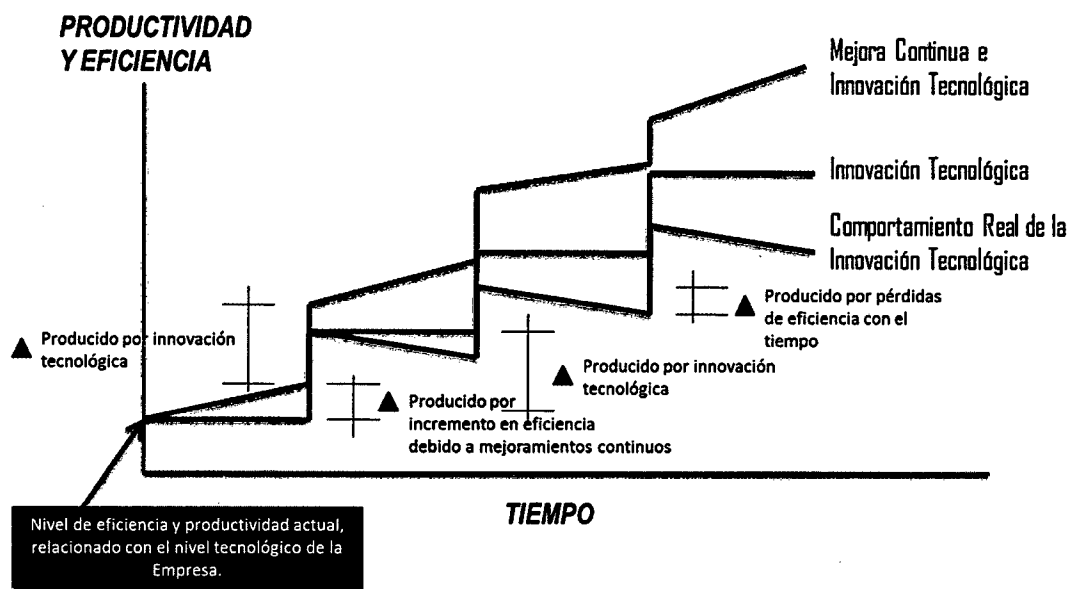 PRODUCTIVIDAD
Y EFICIENCIA
Mejora Continua e
Innovación Tecnológica
Innovación Tecnológica
Comportamiento Real de la
Innovación Tecnológica
▲ Producido por pérdidas
de eficiencia con el
tiempo
▲ Producido por innovación
tecnológica
▲ Producido por innovación
tecnológica
▲ Producido por
incremento en eficiencia
debido a mejoramientos continuos
TIEMPO
Nivel de eficiencia y productividad actual,
relacionado con el nivel tecnológico de la
Empresa.